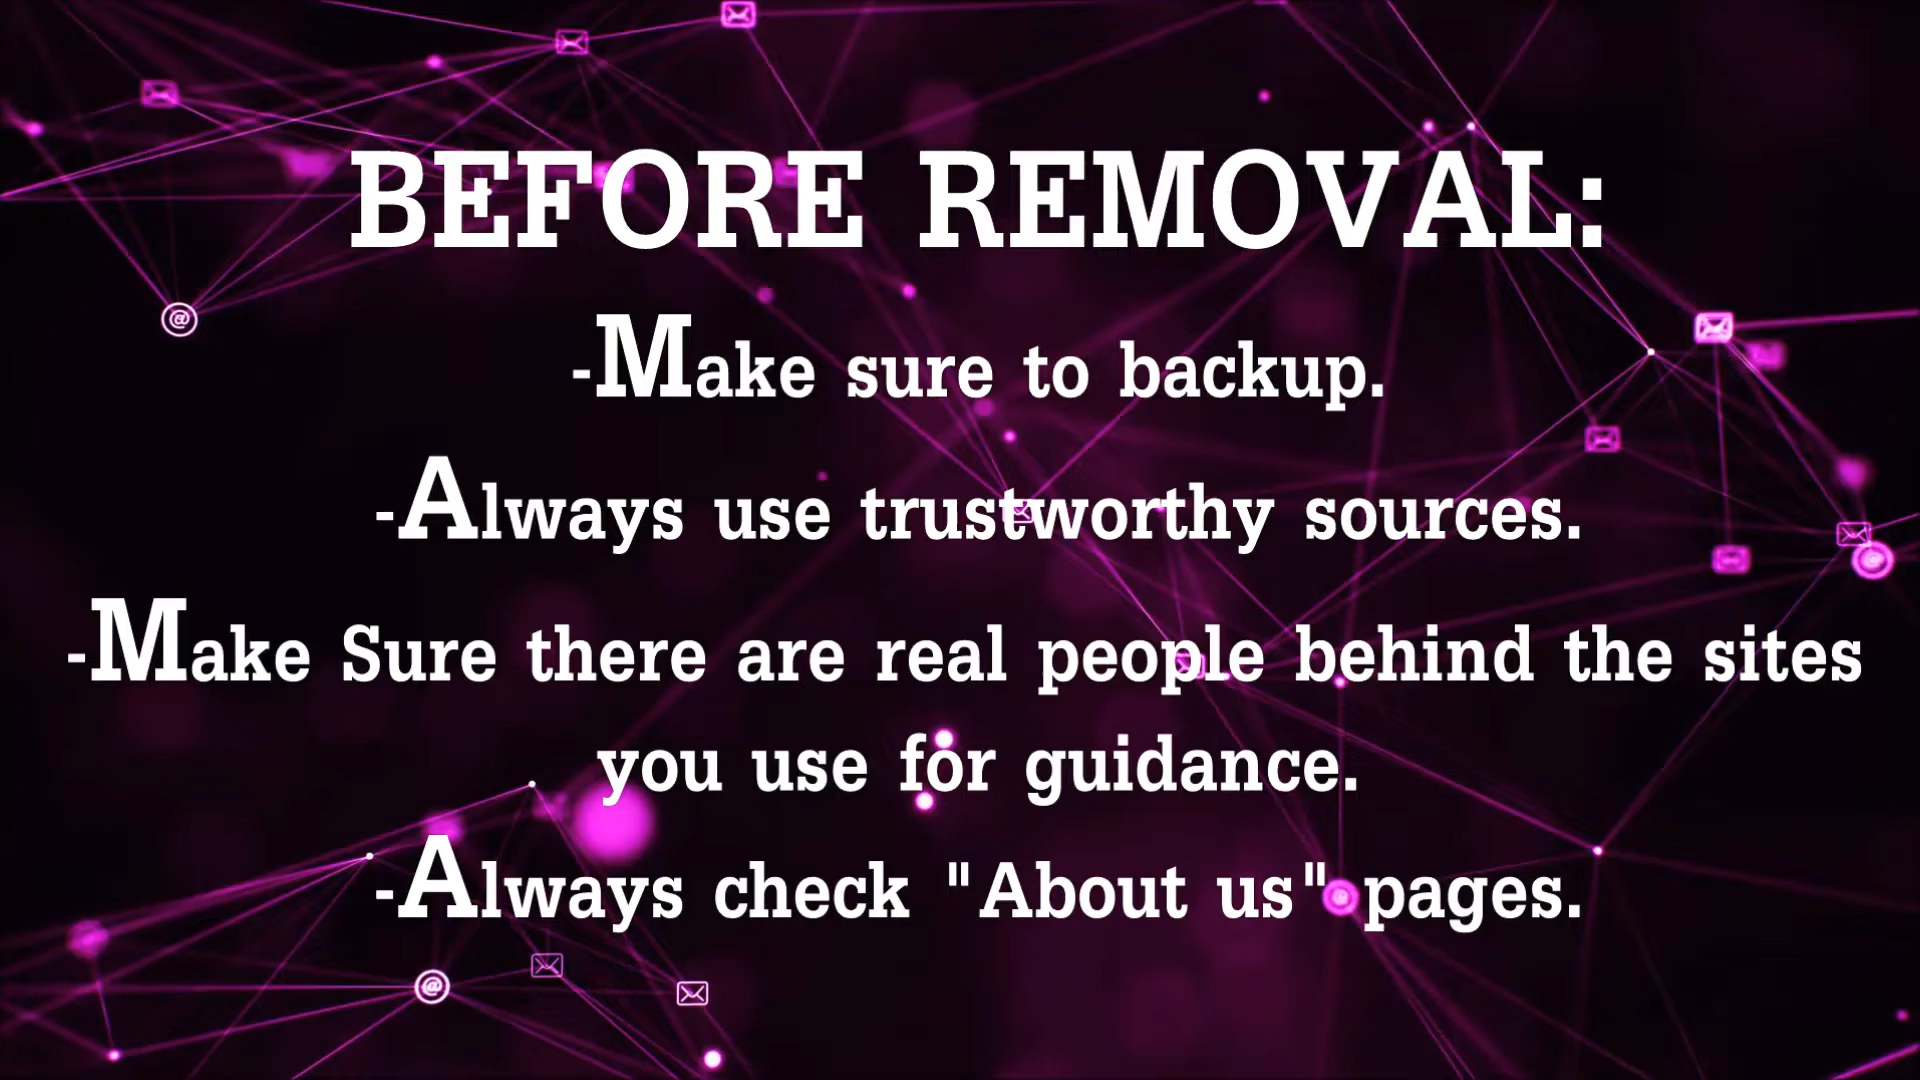 BEFORE REMOVAL:
-Make sure to backup.
-Always use trustworthy sources.
-Make Sure there are real people behind the sites
you use for guidance.
-Always check "About us" pages.